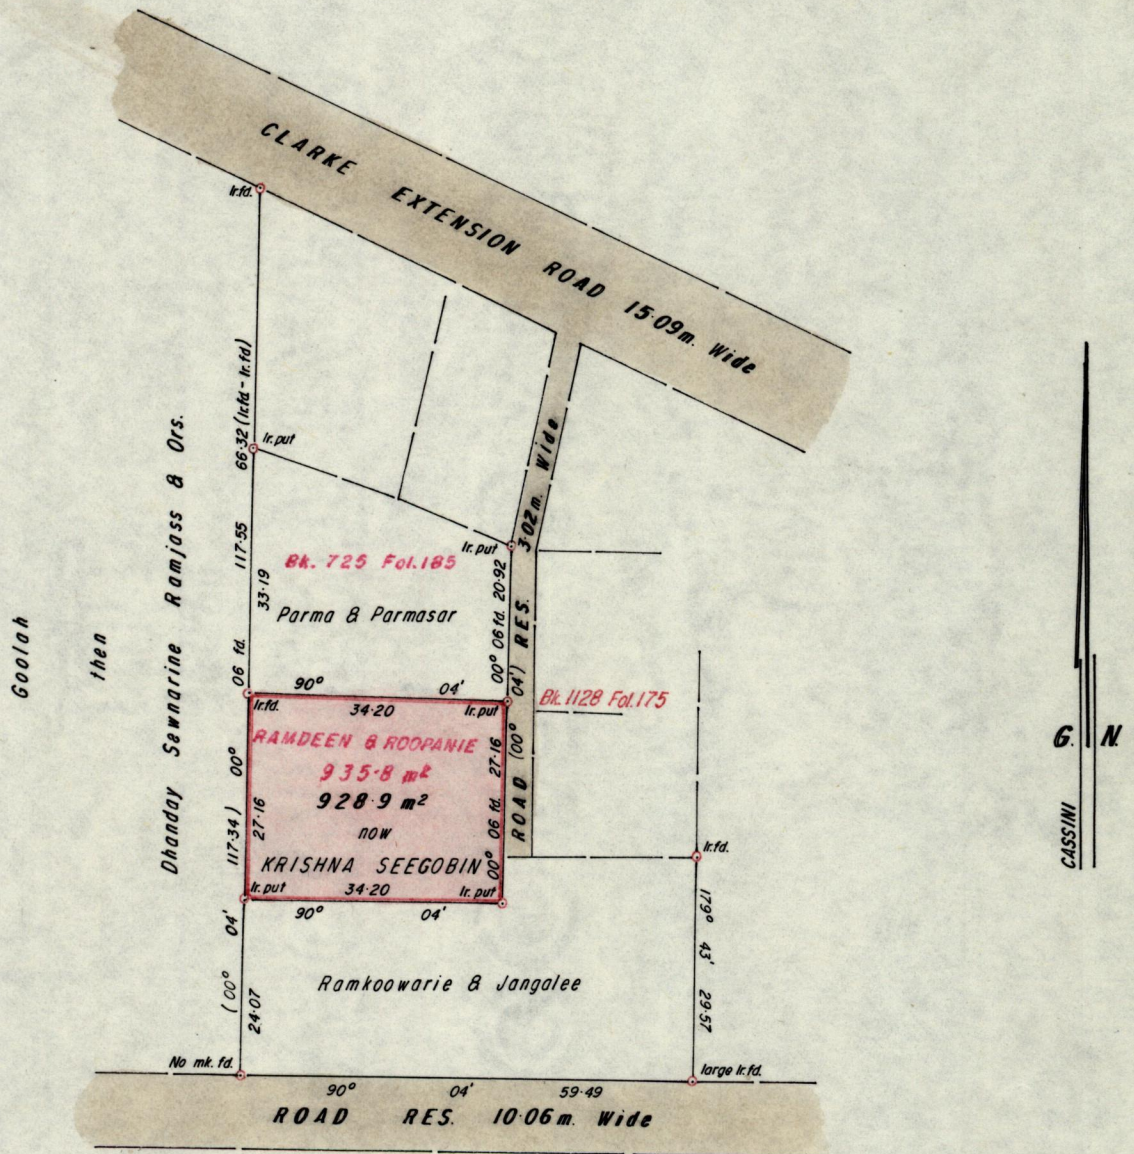 CLARKE EXTENSION ROAD 15·09m. Wide
Ir.fd.
66·32 (Ir.fd - Ir.fd)
Ir.put
3·02m. Wide
Ir.put
Goolah
then
Dhanday Sewnarine Ramjass & Ors.
117·55
33·19
Bk. 725 Fol.185
Parma & Parmasar
00° 06 fd. 20·92
ROAD (00° 04') RES.
06 fd.
90° 04'
Ir.fd. 34·20 Ir.put
Bk. 1128 Fol. 175
RAMDEEN & ROOPANIE
935·8 m²
928·9 m²
now
KRISHNA SEEGOBIN
00°
27·16
(117·34)
00° 06 fd. 27·16
Ir.put 34·20 Ir.put
90° 04'
Ir.fd.
G. N.
CASSINI
(00° 04'
24·07
179° 43' 29·57
Ramkoowarie & Jangalee
No mk. fd.
large Ir.fd.
90° 04' 59·49
ROAD RES. 10·06m. Wide